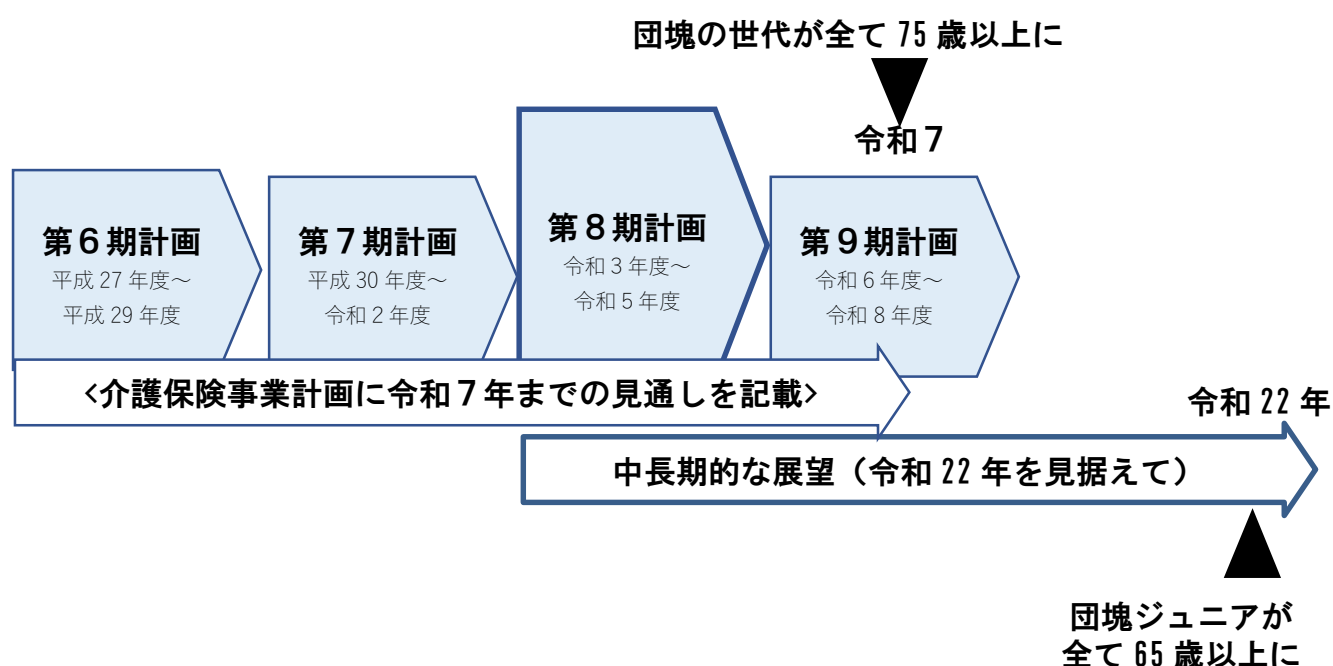 団塊の世代が全て 75 歳以上に
令和７
第６期計画
平成 27 年度～
平成 29 年度
第７期計画
平成 30 年度～
令和 2 年度
第８期計画
令和 3 年度～
令和 5 年度
第９期計画
令和 6 年度～
令和 8 年度
<介護保険事業計画に令和７年までの見通しを記載>
令和 22 年
中長期的な展望（令和 22 年を見据えて）
団塊ジュニアが
全て 65 歳以上に